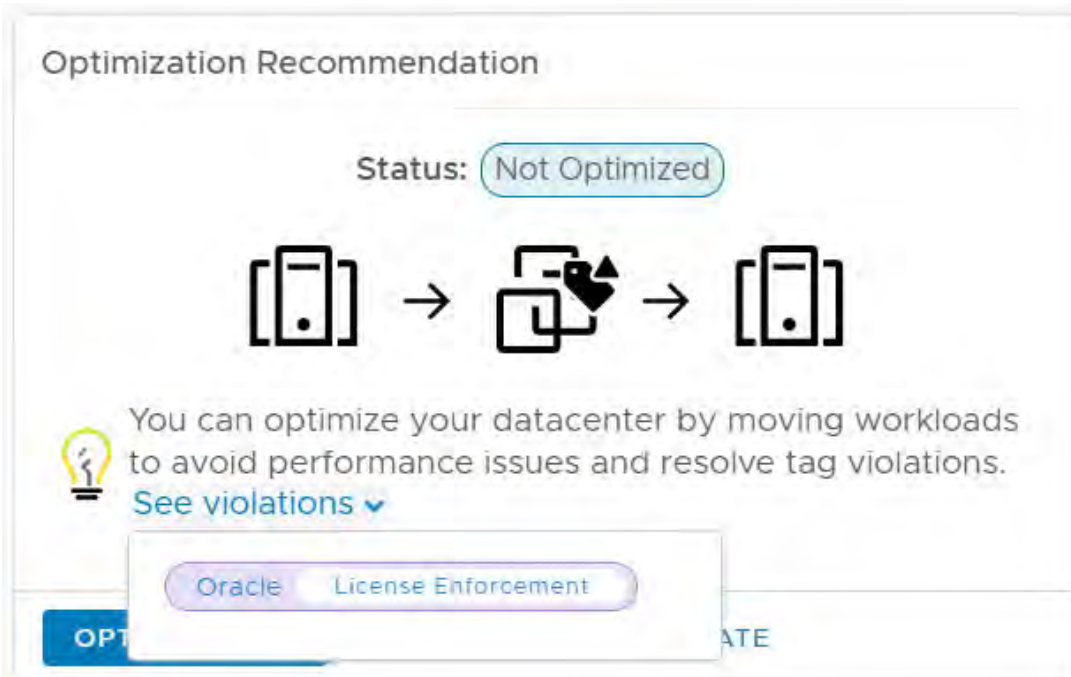 Optimization Recommendation
Status: Not Optimized
You can optimize your datacenter by moving workloads
to avoid performance issues and resolve tag violations.
See violations
Oracle License Enforcement